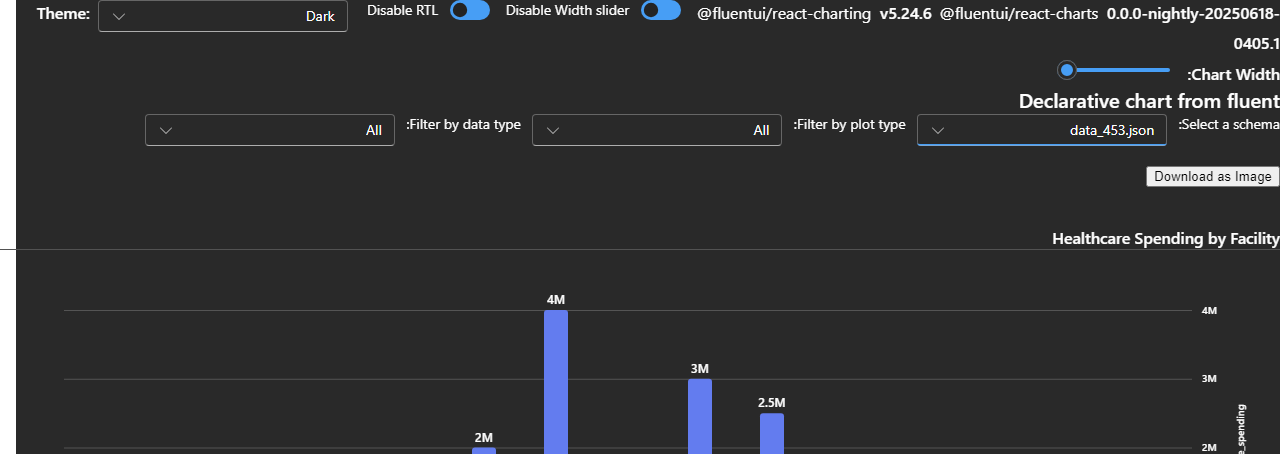 Theme: Dark Disable RTL Disable Width slider @fluentui/react-charting v5.24.6 @fluentui/react-charts 0.0.0-nightly-20250618-
0405.1
:Chart Width
Declarative chart from fluent
:Select a schema data_453.json :Filter by plot type All :Filter by data type All
Download as Image
Healthcare Spending by Facility
4M
4M
3M
3M
2.5M
2M
2M